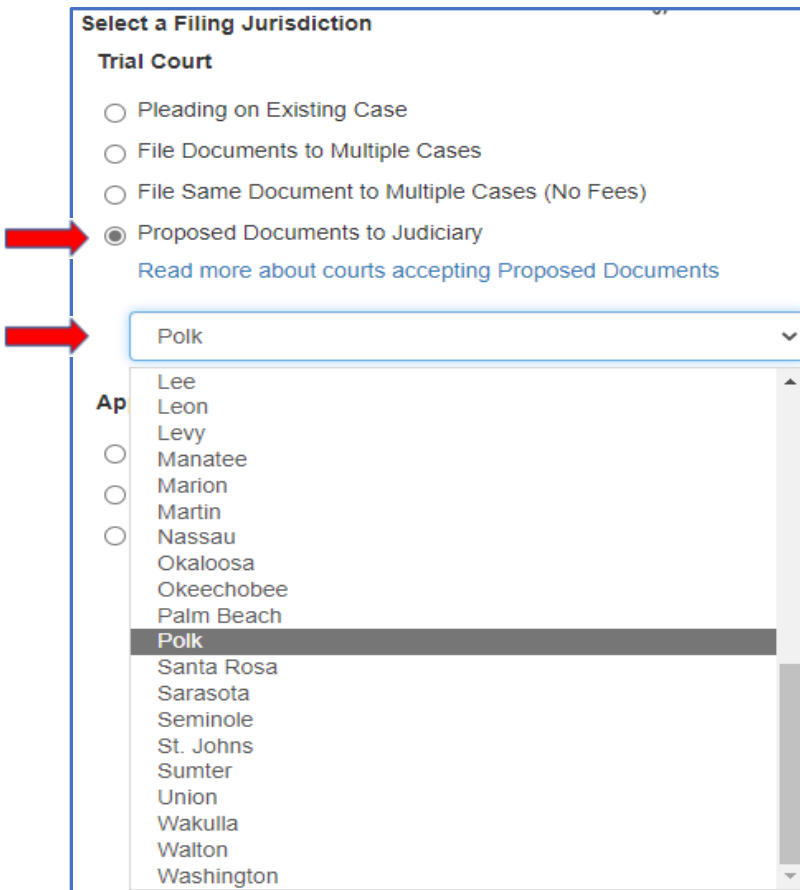 Select a Filing Jurisdiction
Trial Court
Pleading on Existing Case
File Documents to Multiple Cases
File Same Document to Multiple Cases (No Fees)
Proposed Documents to Judiciary
Read more about courts accepting Proposed Documents
Polk
Lee
Ap
Leon
Levy
Manatee
Marion
Martin
Nassau
Okaloosa
Okeechobee
Palm Beach
Polk
Santa Rosa
Sarasota
Seminole
St. Johns
Sumter
Union
Wakulla
Walton
Washington